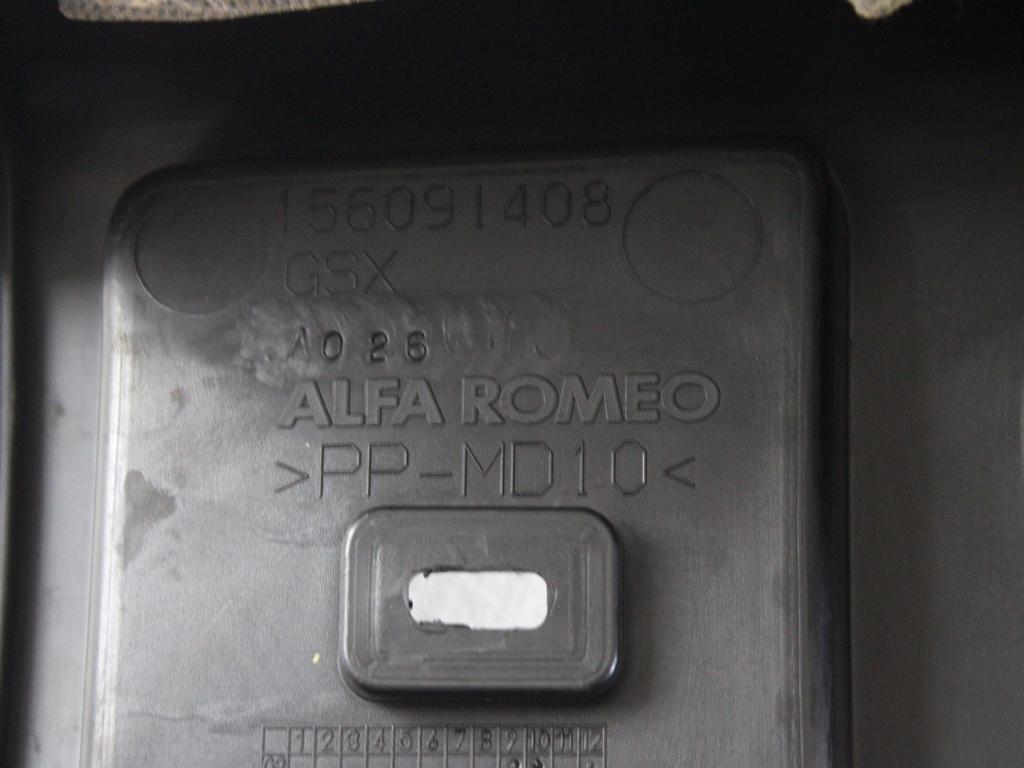 156091408
GSX
A026
ALFA ROMEO
>PP-MD10<
1 2 3 4 5 6 7 8 9 10 11 12